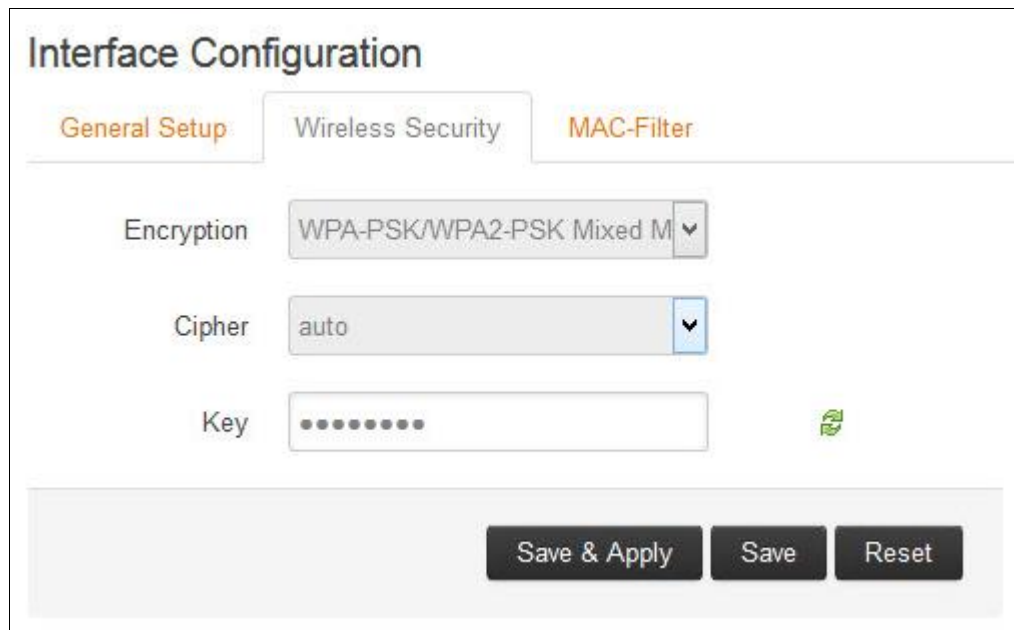 Interface Configuration
General Setup Wireless Security MAC-Filter
Encryption WPA-PSK/WPA2-PSK Mixed M
Cipher auto
Key ••••••••
Save & Apply Save Reset